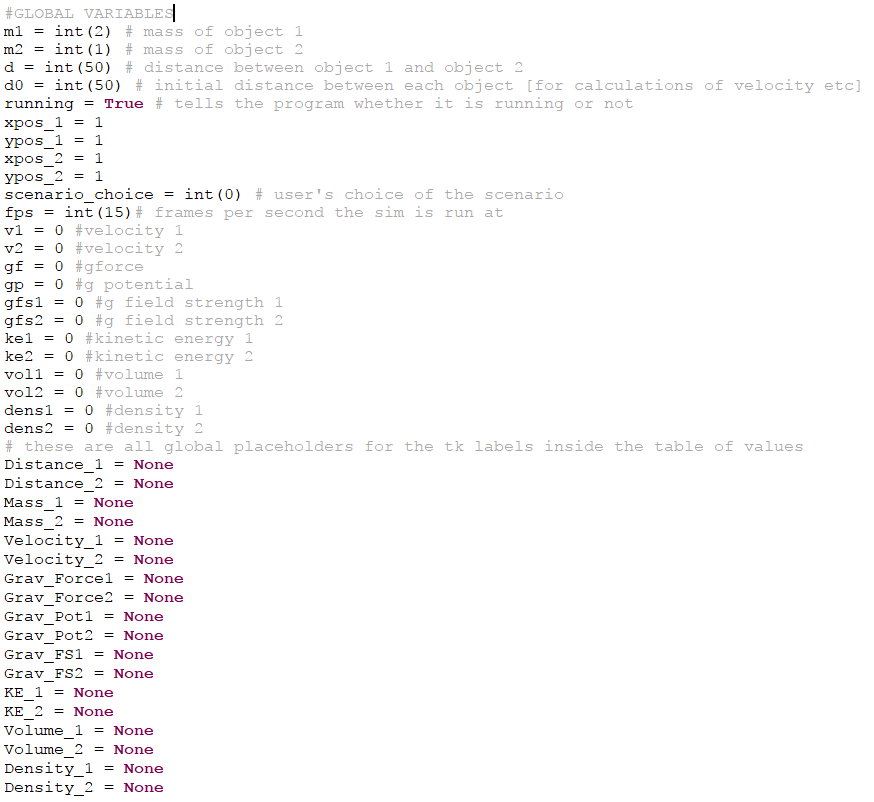 #GLOBAL VARIABLES
m1 = int(2) # mass of object 1
m2 = int(1) # mass of object 2
d = int(50) # distance between object 1 and object 2
d0 = int(50) # initial distance between each object [for calculations of velocity etc]
running = True # tells the program whether it is running or not
xpos_1 = 1
ypos_1 = 1
xpos_2 = 1
ypos_2 = 1
scenario_choice = int(0) # user's choice of the scenario
fps = int(15)# frames per second the sim is run at
v1 = 0 #velocity 1
v2 = 0 #velocity 2
gf = 0 #gforce
gp = 0 #g potential
gfs1 = 0 #g field strength 1
gfs2 = 0 #g field strength 2
ke1 = 0 #kinetic energy 1
ke2 = 0 #kinetic energy 2
vol1 = 0 #volume 1
vol2 = 0 #volume 2
dens1 = 0 #density 1
dens2 = 0 #density 2
# these are all global placeholders for the tk labels inside the table of values
Distance_1 = None
Distance_2 = None
Mass_1 = None
Mass_2 = None
Velocity_1 = None
Velocity_2 = None
Grav_Force1 = None
Grav_Force2 = None
Grav_Pot1 = None
Grav_Pot2 = None
Grav_FS1 = None
Grav_FS2 = None
KE_1 = None
KE_2 = None
Volume_1 = None
Volume_2 = None
Density_1 = None
Density_2 = None